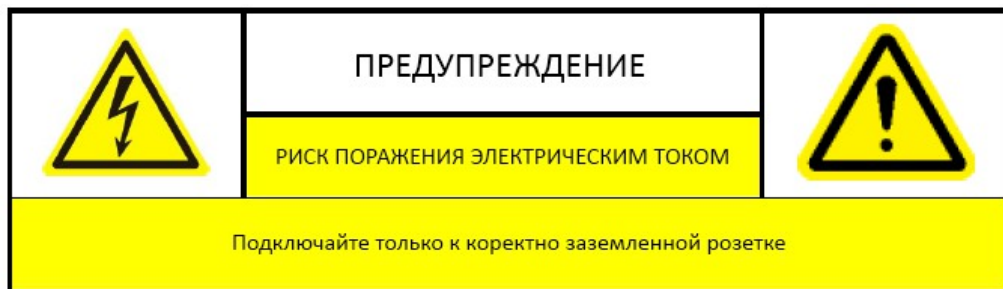 ПРЕДУПРЕЖДЕНИЕ
РИСК ПОРАЖЕНИЯ ЭЛЕКТРИЧЕСКИМ ТОКОМ
Подключайте только к коректно заземленной розетке